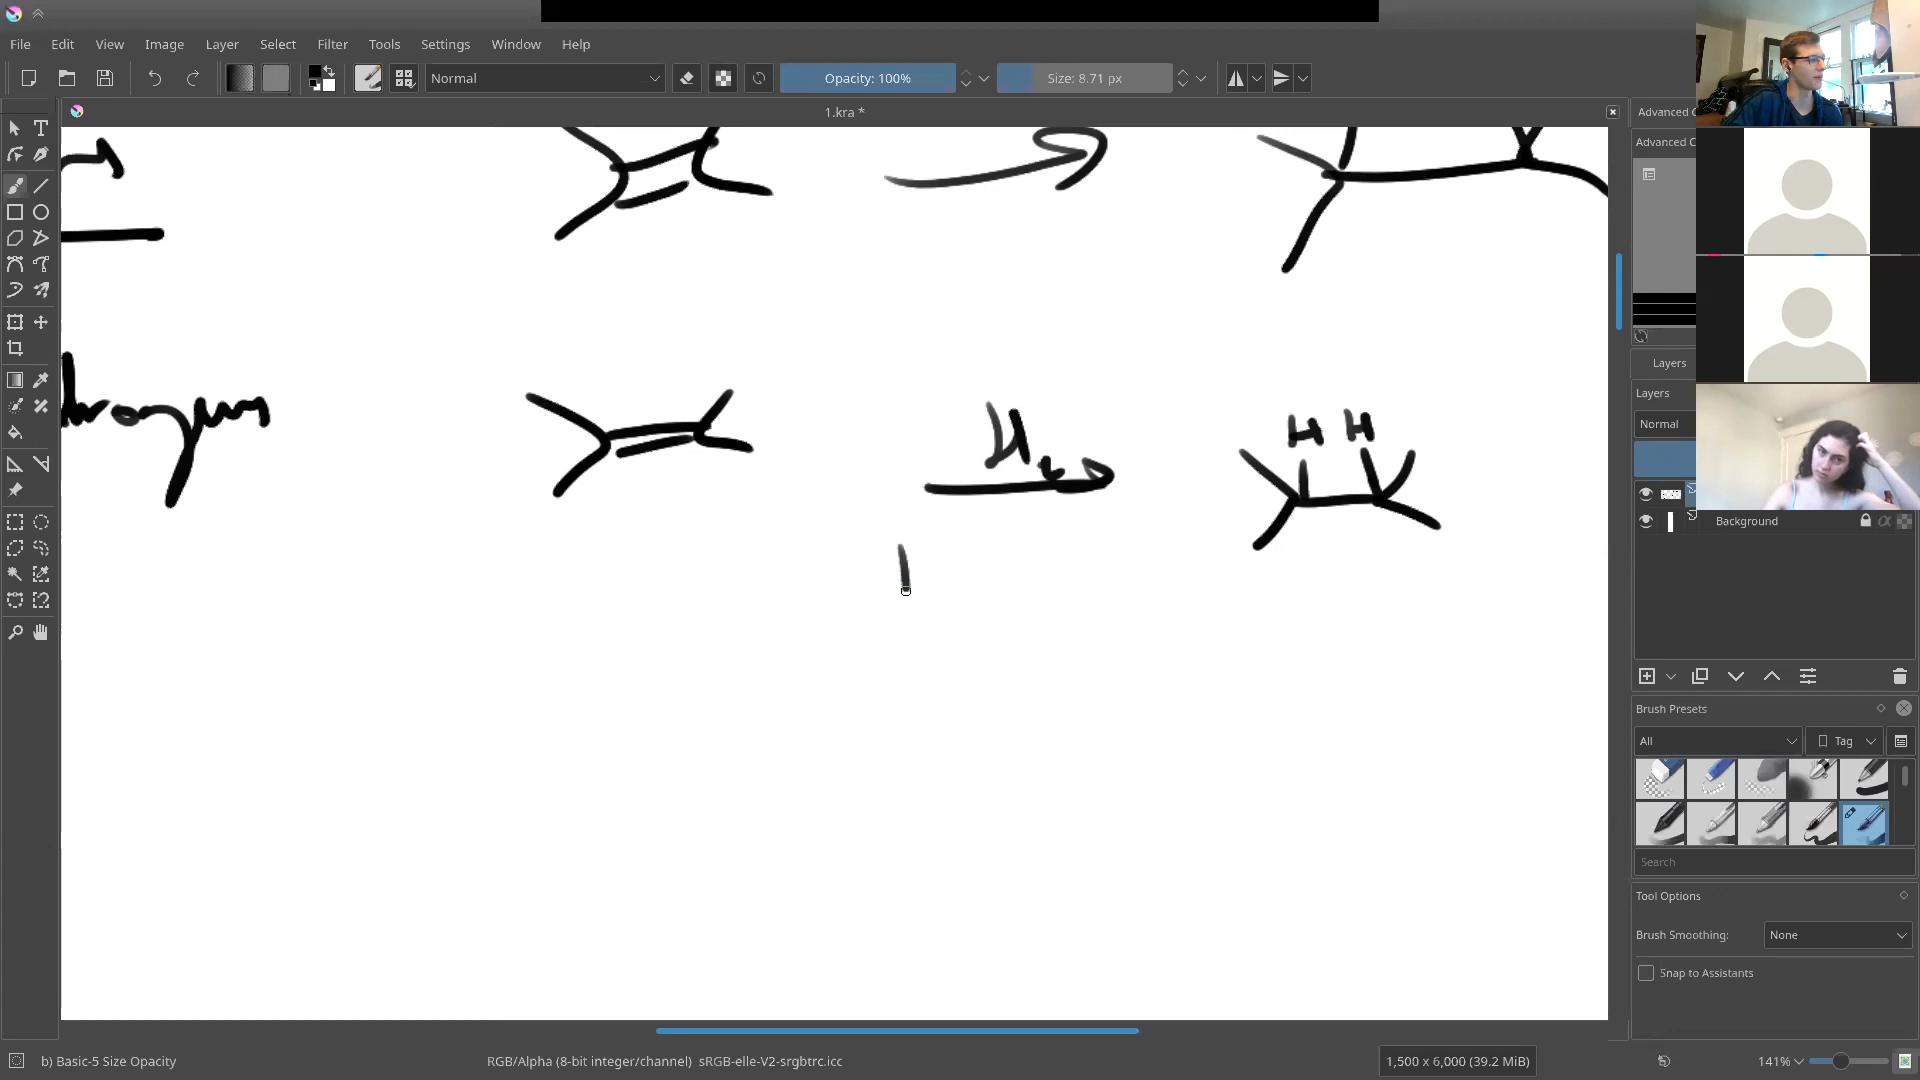 File Edit View Image Layer Select Filter Tools Settings Window Help
Normal
Opacity: 100%
Size: 8.71 px
1.kra *
Advanced C
Advanced C
Layers
Layers
Normal
Background
H H
H₂
Brush Presets
All
Tag
Search
Tool Options
Brush Smoothing: None
Snap to Assistants
b) Basic-5 Size Opacity
RGB/Alpha (8-bit integer/channel) sRGB-elle-V2-srgbtrc.icc
1,500 x 6,000 (39.2 MiB)
141%